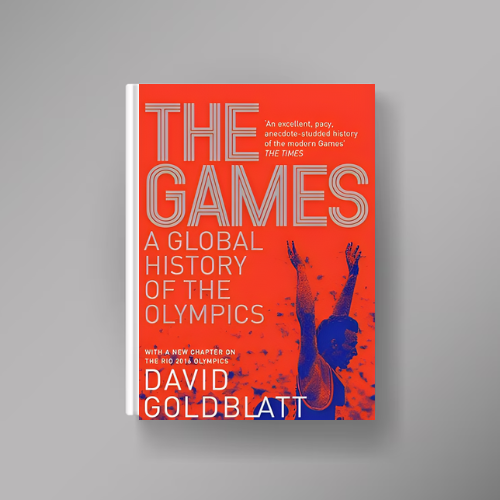 THE
GAMES
'An excellent, pacy,
anecdote-studded history
of the modern Games'
THE TIMES
A GLOBAL
HISTORY
OF THE
OLYMPICS
WITH A NEW CHAPTER ON
THE RIO 2016 OLYMPICS
DAVID
GOLDBLATT